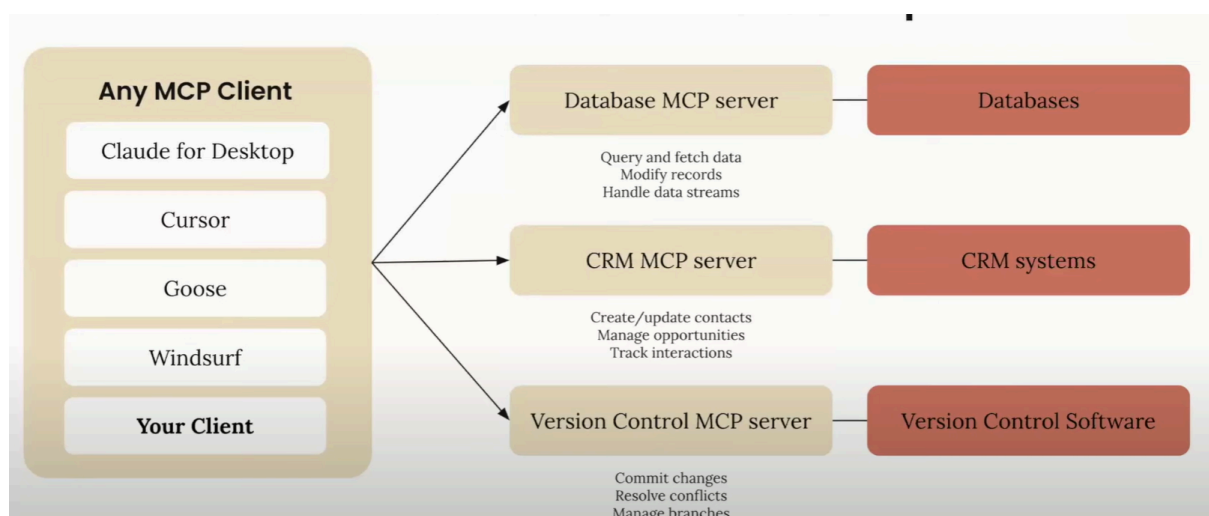 Any MCP Client
Claude for Desktop
Cursor
Goose
Windsurf
Your Client
Database MCP server
Query and fetch data
Modify records
Handle data streams
CRM MCP server
Create/update contacts
Manage opportunities
Track interactions
Version Control MCP server
Commit changes
Resolve conflicts
Manage branches
Databases
CRM systems
Version Control Software